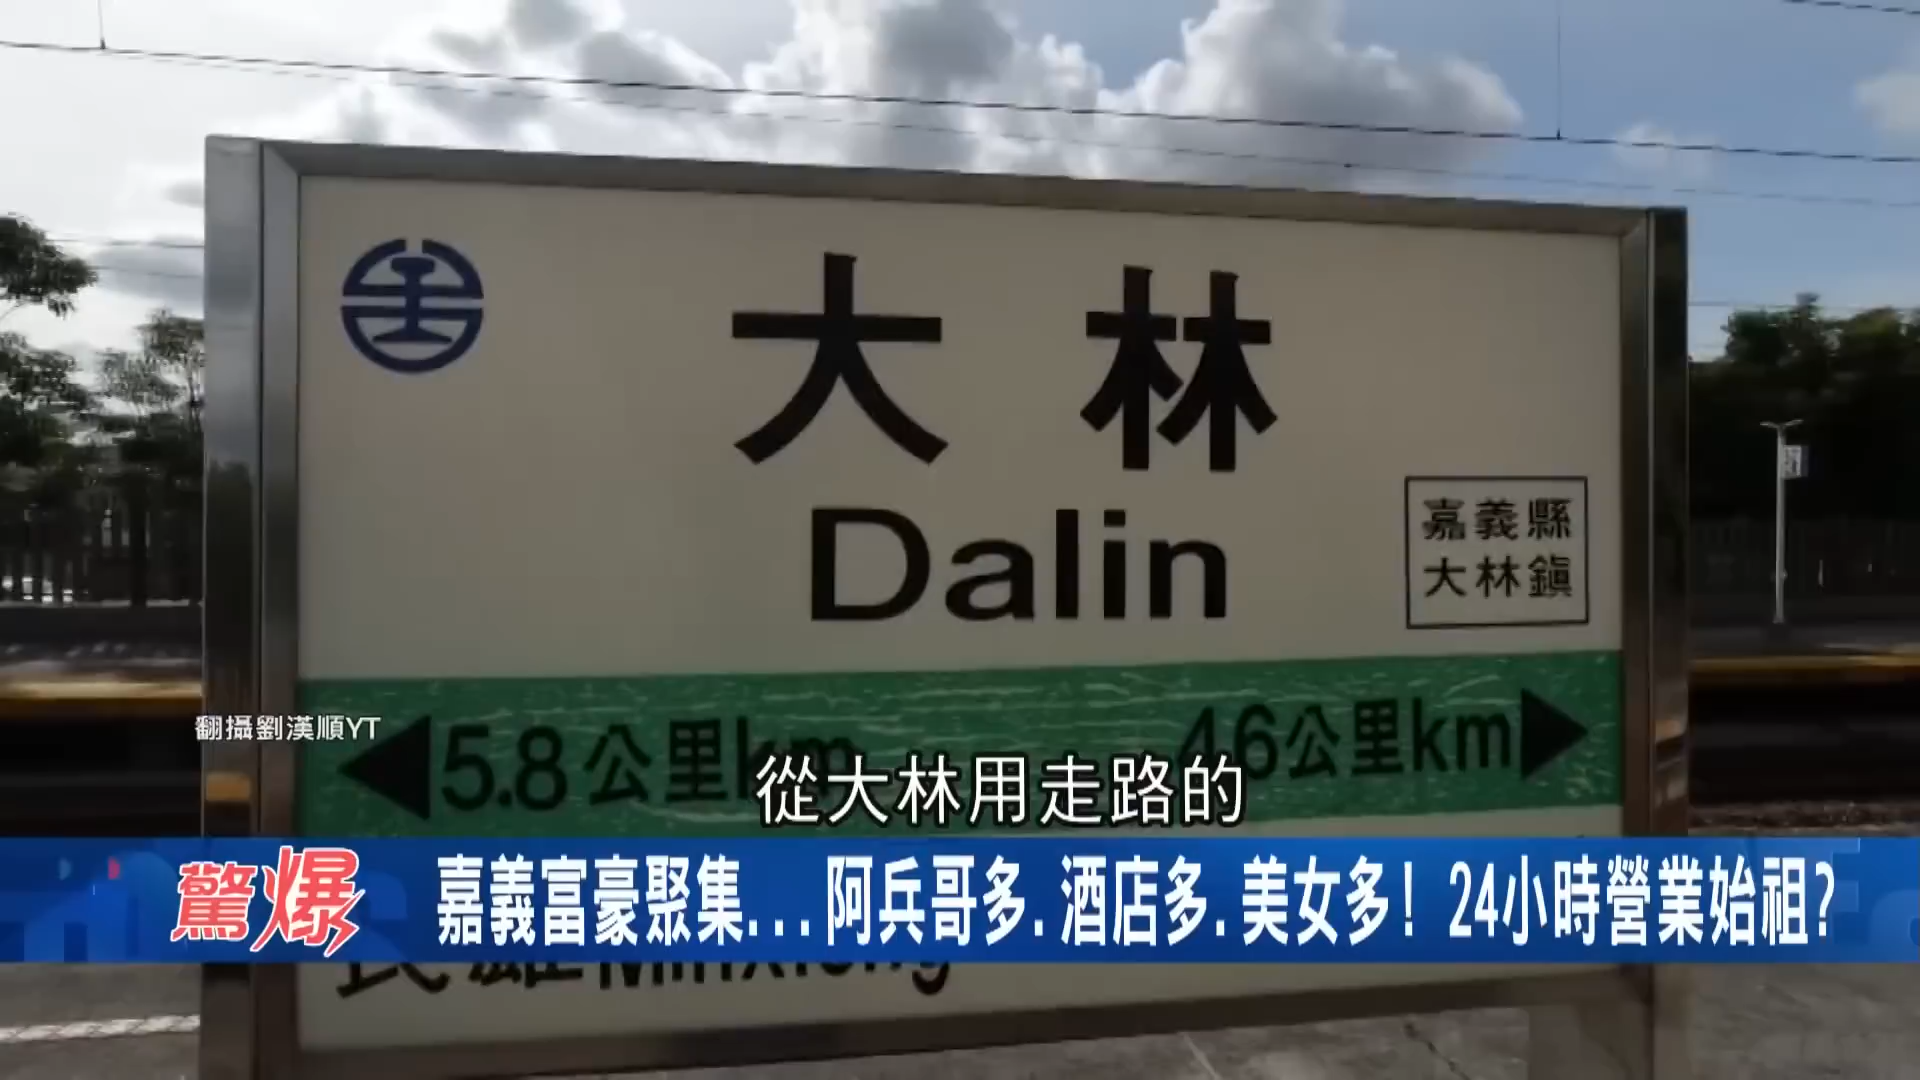 大林
Dalin
嘉義縣
大林鎮
5.8公里km
4.6公里km
翻攝劉漢順YT
從大林用走路的
驚爆
嘉義富豪聚集...阿兵哥多.酒店多.美女多! 24小時營業始祖?
民雄 Minxiong